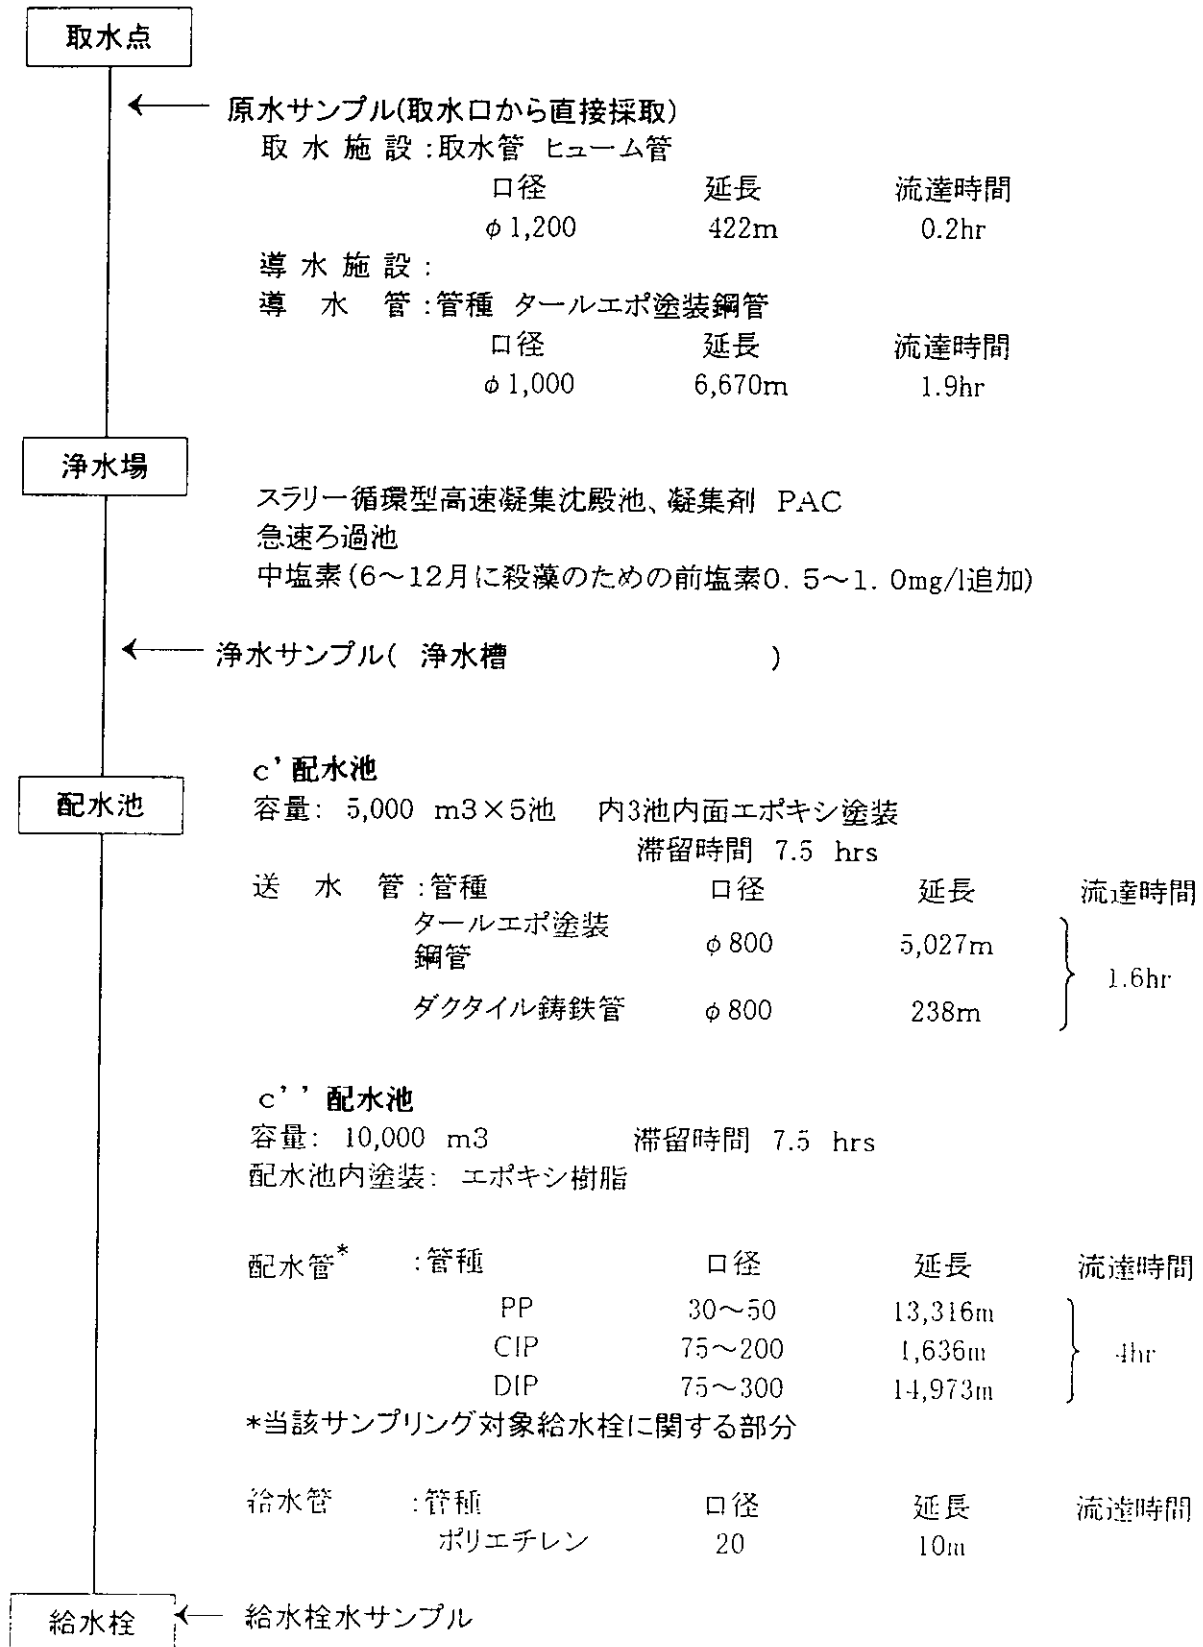 取水点
原水サンプル(取水口から直接採取)
取 水 施 設 :取水管 ヒューム管
口径 延長 流達時間
φ1,200 422m 0.2hr
導 水 施 設 :
導 水 管 :管種 タールエポ塗装鋼管
口径 延長 流達時間
φ1,000 6,670m 1.9hr
浄水場
スラリー循環型高速凝集沈殿池、凝集剤 PAC
急速ろ過池
中塩素(6～12月に殺藻のための前塩素0. 5～1. 0mg/l追加)
浄水サンプル( 浄水槽 )
c'配水池
配水池
容量: 5,000 m3×5池 内3池内面エポキシ塗装
滞留時間 7.5 hrs
送 水 管 :管種 口径 延長 流達時間
タールエポ塗装
鋼管 φ800 5,027m
1.6hr
ダクタイル鋳鉄管 φ800 238m
c''配水池
容量: 10,000 m3 滞留時間 7.5 hrs
配水池内塗装: エポキシ樹脂
配水管* :管種 口径 延長 流達時間
PP 30～50 13,316m
CIP 75～200 1,636m 4hr
DIP 75～300 14,973m
*当該サンプリング対象給水栓に関する部分
給水管 :管種 口径 延長 流達時間
ポリエチレン 20 10m
給水栓
給水栓水サンプル